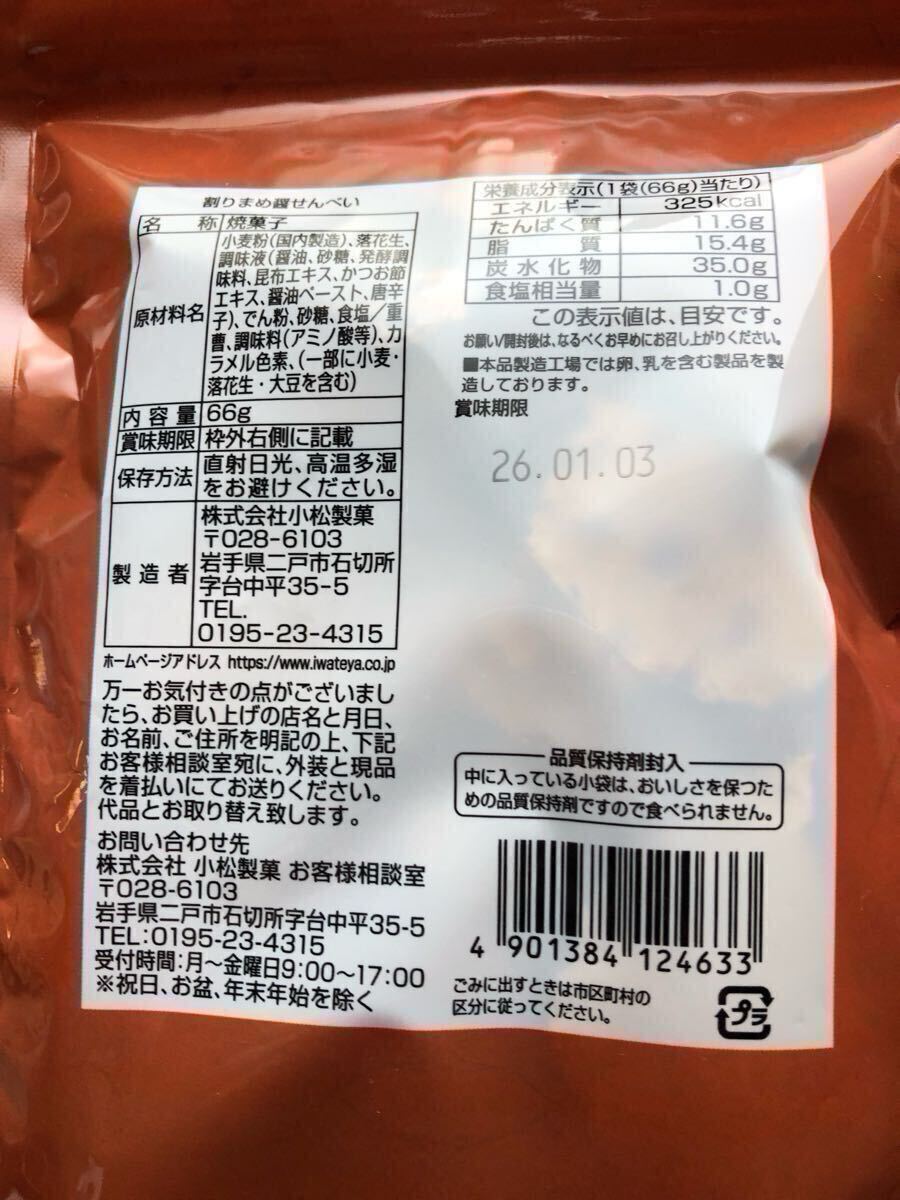 割りまめ醤せんべい
名称 焼菓子
原材料名
小麦粉(国内製造)、落花生、
調味液(醤油、砂糖、発酵調
味料、昆布エキス、かつお節
エキス、醤油ペースト、唐辛
子)、でん粉、砂糖、食塩/重
曹、調味料(アミノ酸等)、カ
ラメル色素、(一部に小麦・
落花生・大豆を含む)
内容量 66g
賞味期限 枠外右側に記載
保存方法
直射日光、高温多湿
をお避けください。
製造者
株式会社小松製菓
〒028-6103
岩手県二戸市石切所
字台中平35-5
TEL.
0195-23-4315
ホームページアドレス https://www.iwateya.co.jp
万一お気付きの点がございまし
たら、お買い上げの店名と月日、
お名前、ご住所を明記の上、下記
お客様相談室宛に、外装と現品
を着払いにてお送りください。
代品とお取り替え致します。
お問い合わせ先
株式会社 小松製菓 お客様相談室
〒028-6103
岩手県二戸市石切所字台中平35-5
TEL:0195-23-4315
受付時間:月~金曜日9:00~17:00
※祝日、お盆、年末年始を除く
栄養成分表示(1袋(66g)当たり)
エネルギー 325kcal
たんぱく質 11.6g
脂質 15.4g
炭水化物 35.0g
食塩相当量 1.0g
この表示値は、目安です。
お願い/開封後は、なるべくお早めにお召し上がりください。
■本品製造工場では卵、乳を含む製品を製
造しております。
賞味期限
26.01.03
品質保持剤封入
中に入っている小袋は、おいしさを保つた
めの品質保持剤ですので食べられません。
4 901384 124633
ごみに出すときは市区町村の
区分に従ってください。
プラ